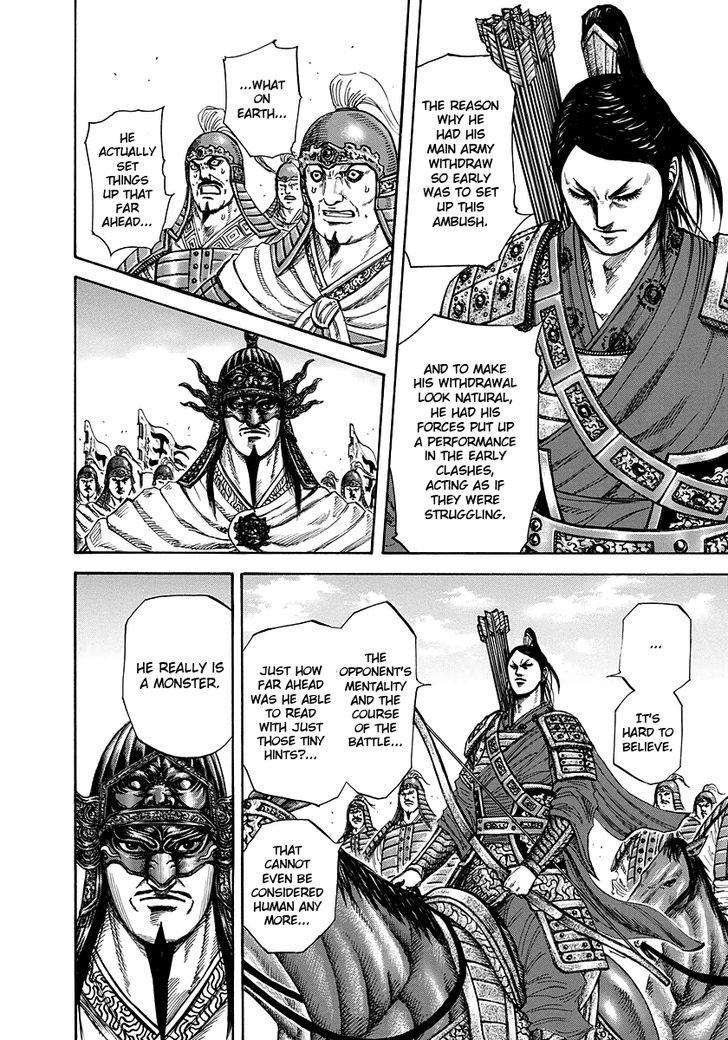 THE REASON
WHY HE
HAD HIS
MAIN ARMY
WITHDRAW
SO EARLY
WAS TO SET
UP THIS
AMBUSH.
AND TO MAKE
HIS WITHDRAWAL
LOOK NATURAL,
HE HAD HIS
FORCES PUT UP
A PERFORMANCE
IN THE EARLY
CLASHES,
ACTING AS IF
THEY WERE
STRUGGLING.
...WHAT
ON
EARTH...
HE
ACTUALLY
SET
THINGS
UP THAT
FAR
AHEAD...
...
IT'S
HARD TO
BELIEVE.
THE
OPPONENT'S
MENTALITY
AND THE
COURSE
OF THE
BATTLE...
JUST HOW
FAR AHEAD
WAS HE ABLE
TO READ
WITH JUST
THOSE TINY
HINTS?...
THAT
CANNOT
EVEN BE
CONSIDERED
HUMAN ANY
MORE...
HE REALLY IS
A MONSTER.